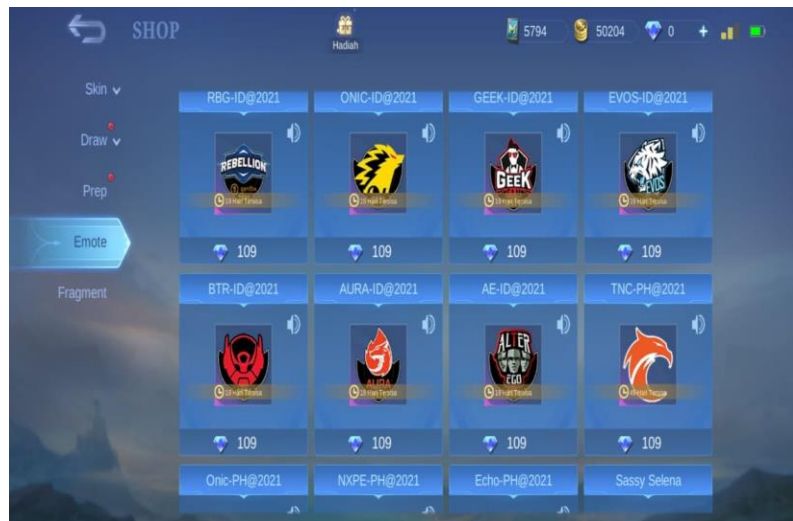 SHOP
Hadiah
5794
50204
0
Skin
Draw
Prep
Emote
Fragment
RBG-ID@2021
ONIC-ID@2021
GEEK-ID@2021
EVOS-ID@2021
REBELLION
GEEK
EVOS
109
109
109
109
BTR-ID@2021
AURA-ID@2021
AE-ID@2021
TNC-PH@2021
AURA
ALTER
EGO
109
109
109
109
Onic-PH@2021
NXPE-PH@2021
Echo-PH@2021
Sassy Selena